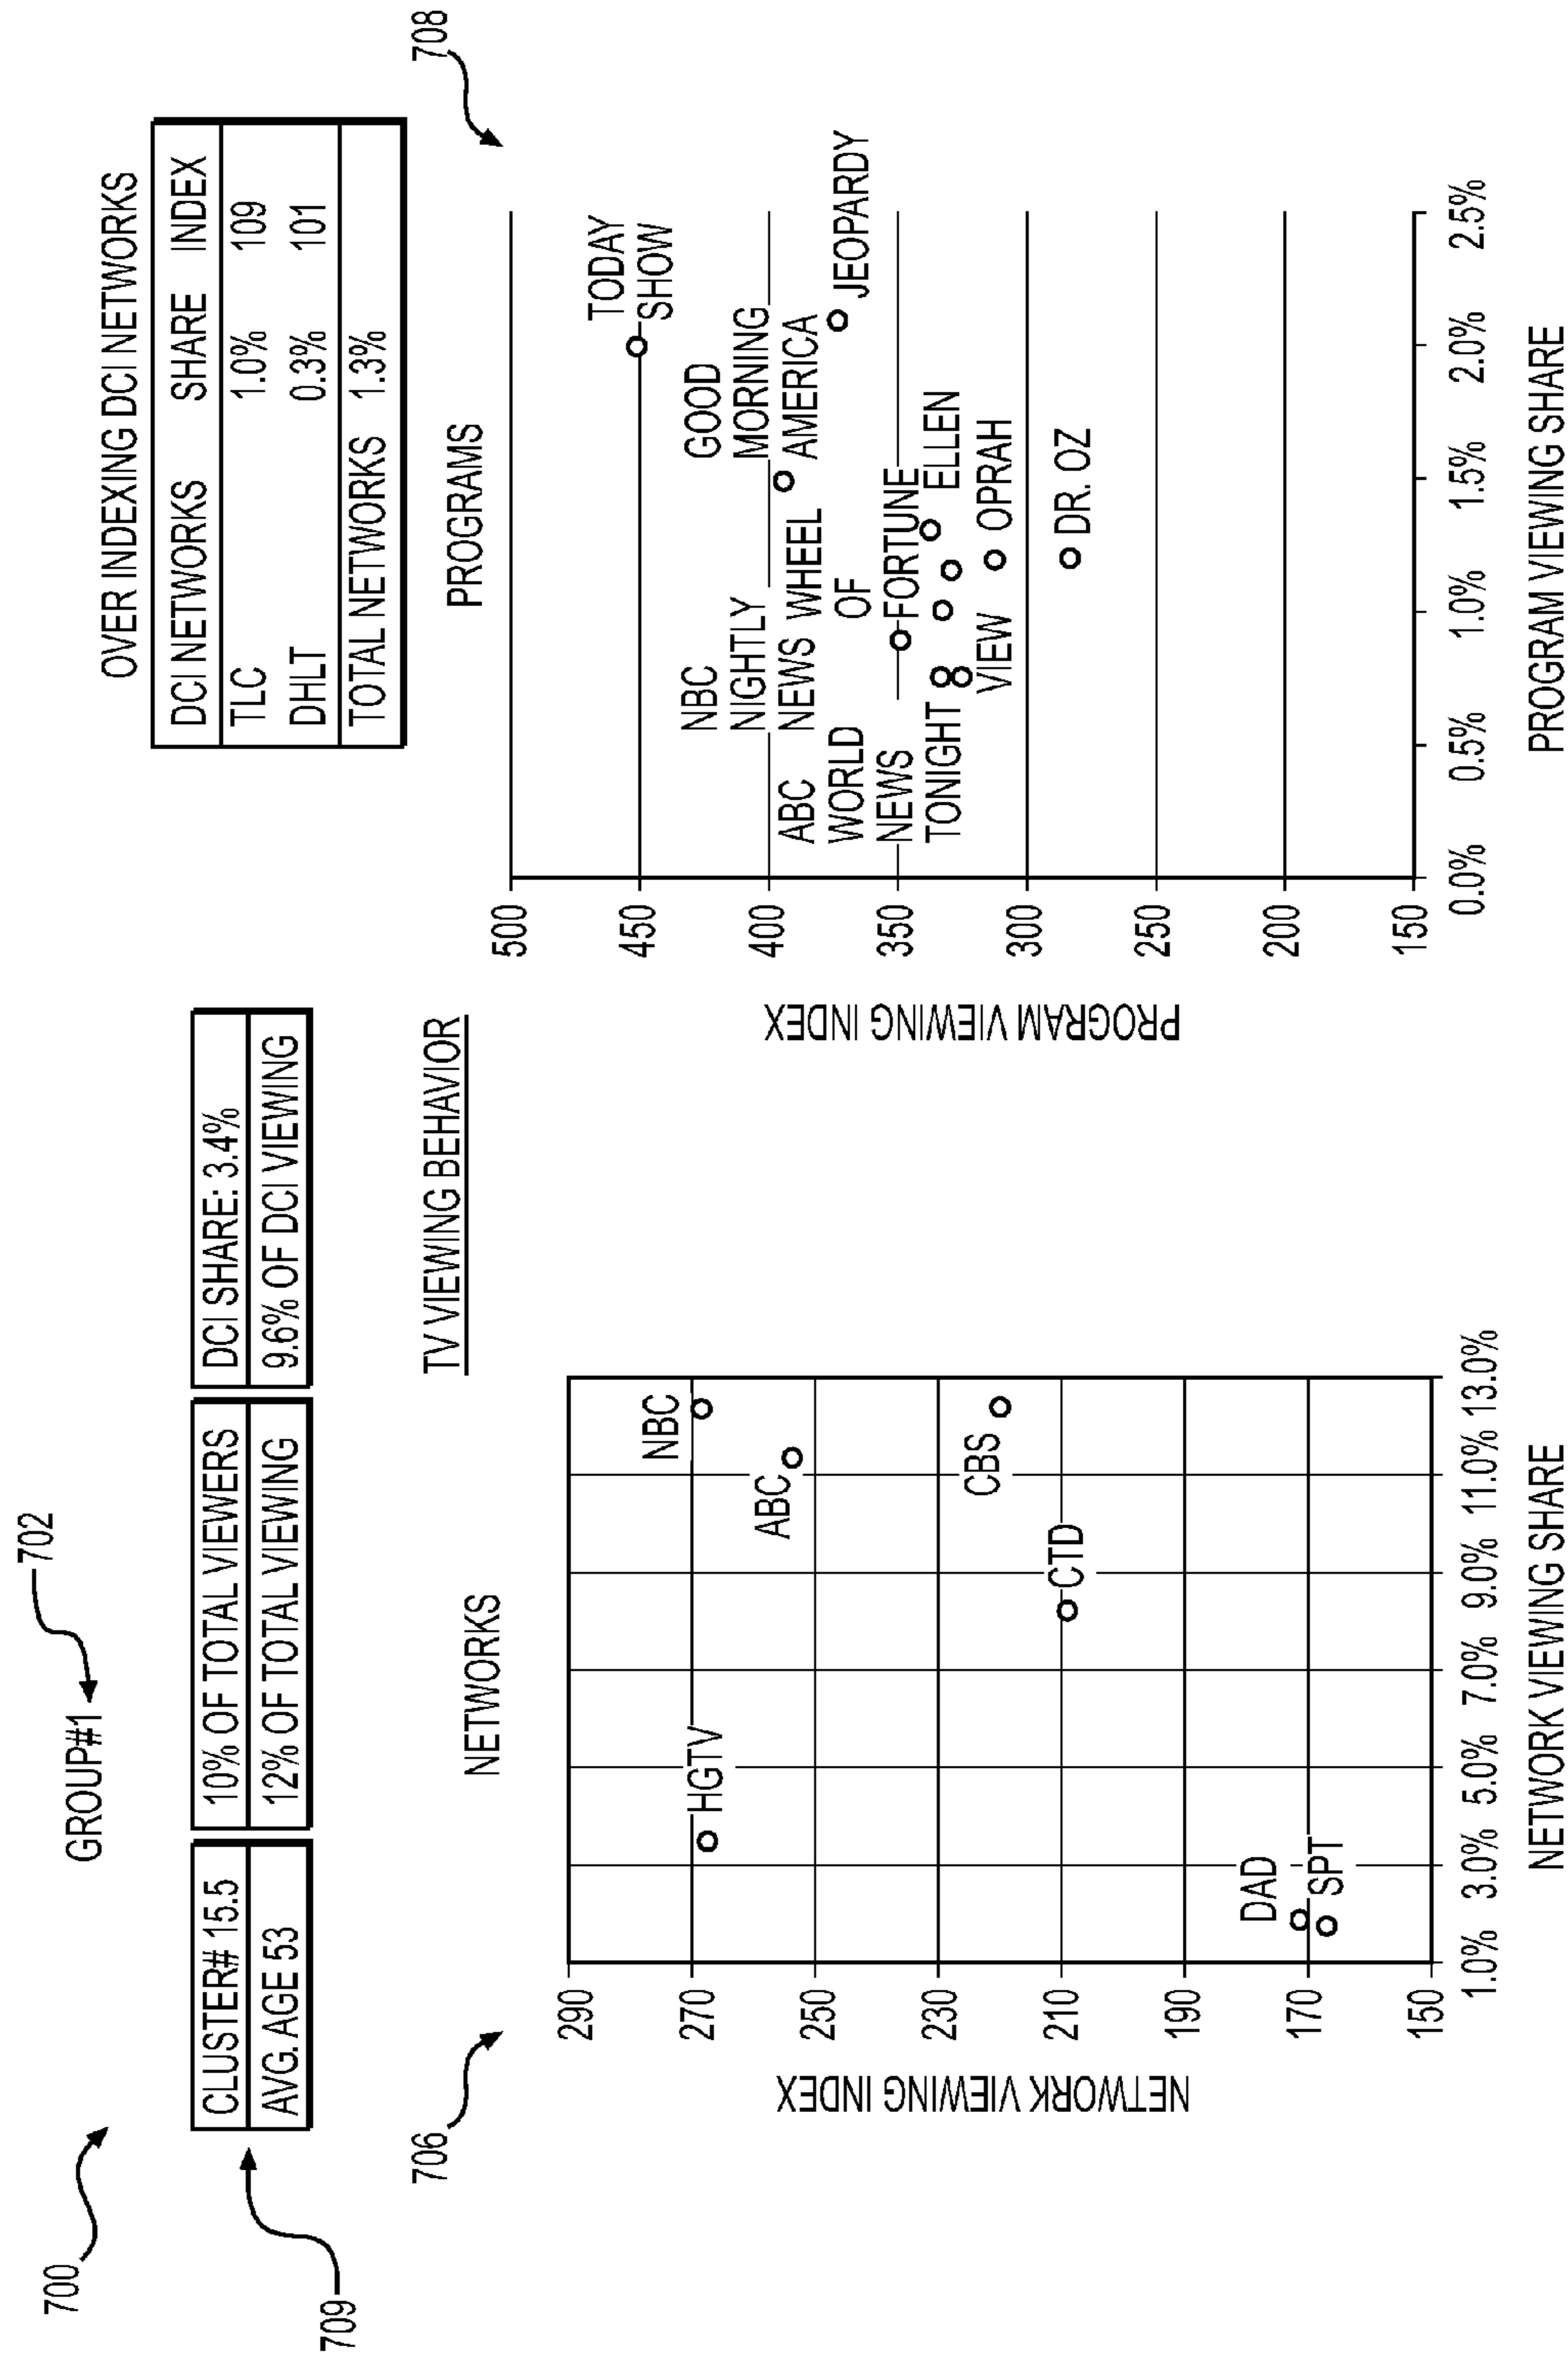 700
GROUP#1
702
709
CLUSTER# 15.5
AVG. AGE 53
10% OF TOTAL VIEWERS
12% OF TOTAL VIEWING
DCI SHARE: 3.4%
9.6% OF DCI VIEWING
OVER INDEXING DCI NETWORKS
DCI NETWORKS SHARE INDEX
TLC 1.0% 109
DHLT 0.3% 101
TOTAL NETWORKS 1.3%
TV VIEWING BEHAVIOR
706
NETWORKS
NETWORK VIEWING INDEX
290
270
250
230
210
190
170
150
NBC
HGTV
ABC
CBS
CTD
DAD
SPT
1.0% 3.0% 5.0% 7.0% 9.0% 11.0% 13.0%
NETWORK VIEWING SHARE
708
PROGRAMS
PROGRAM VIEWING INDEX
500
450
400
350
300
250
200
150
TODAY
SHOW
GOOD
MORNING
AMERICA
JEOPARDY
NBC
NIGHTLY
NEWS
WHEEL
OF
FORTUNE
ABC
WORLD
NEWS
TONIGHT
ELLEN
VIEW
OPRAH
DR. OZ
0.0% 0.5% 1.0% 1.5% 2.0% 2.5%
PROGRAM VIEWING SHARE